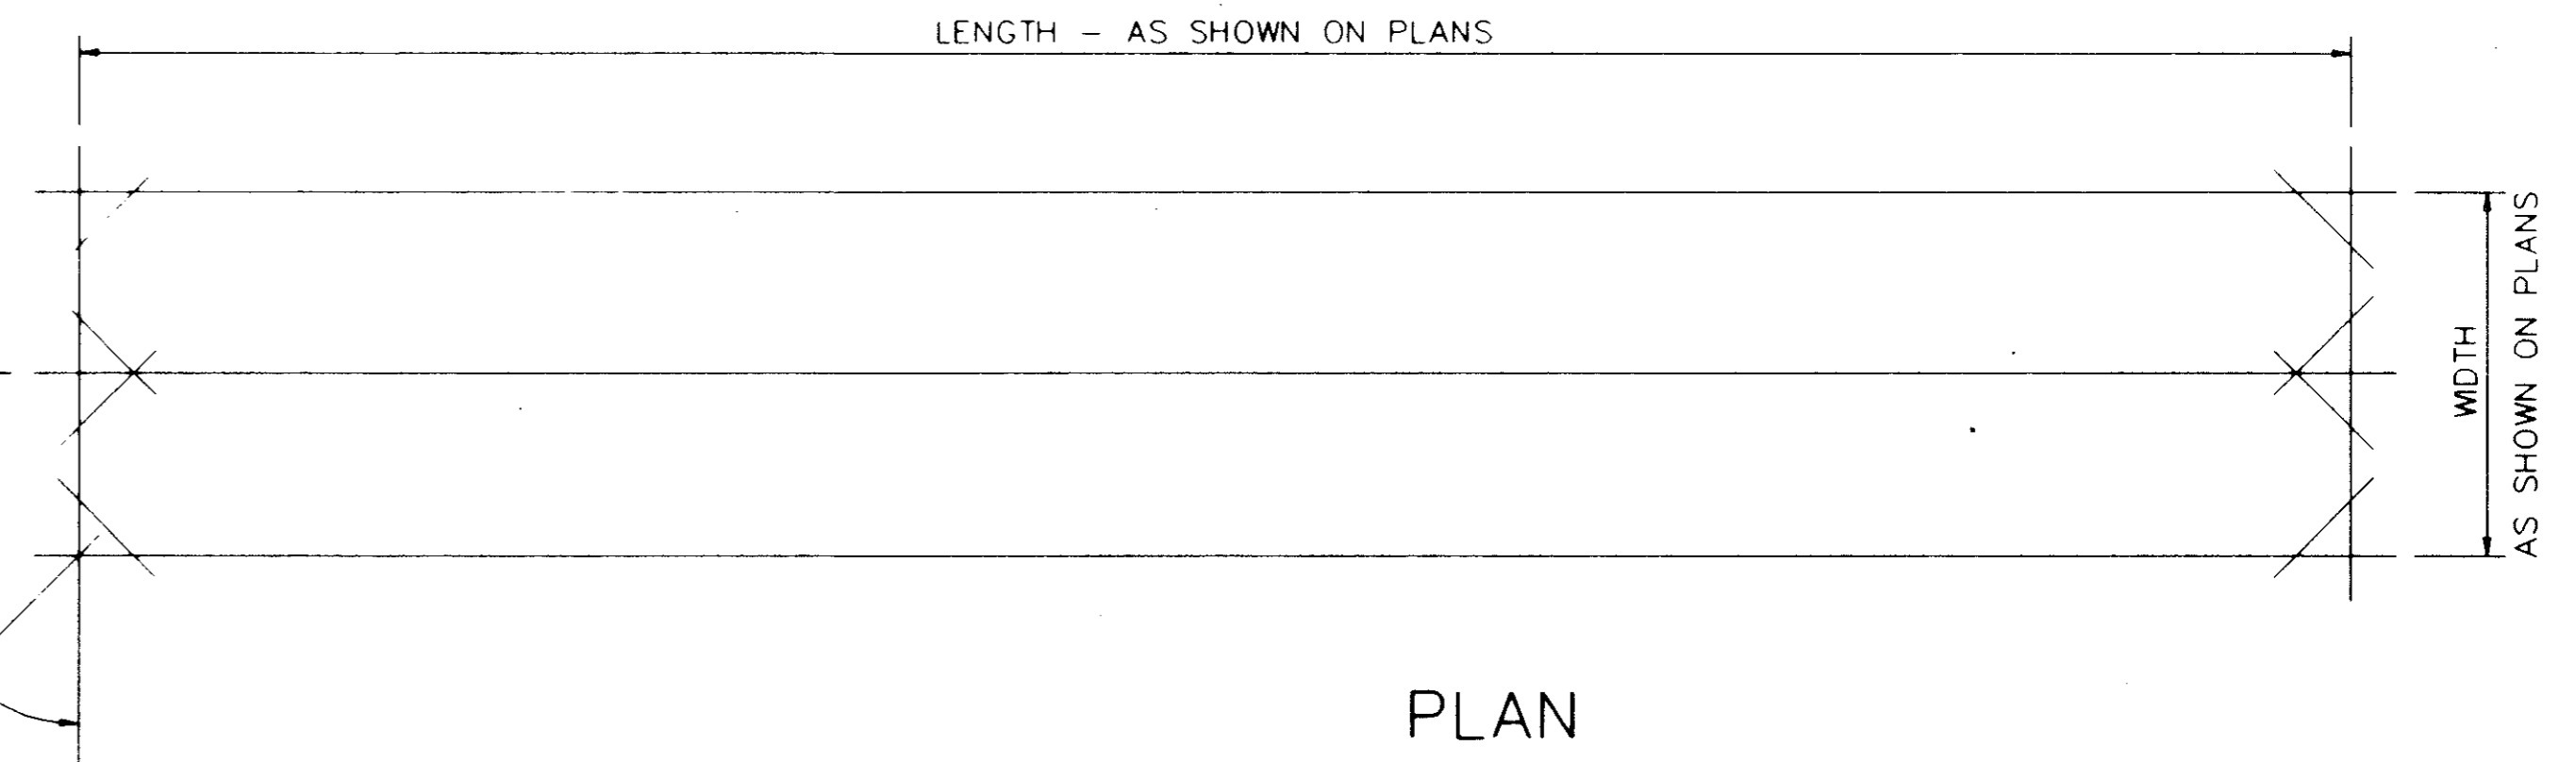 LENGTH – AS SHOWN ON PLANS
WIDTH
AS SHOWN ON PLANS
PLAN